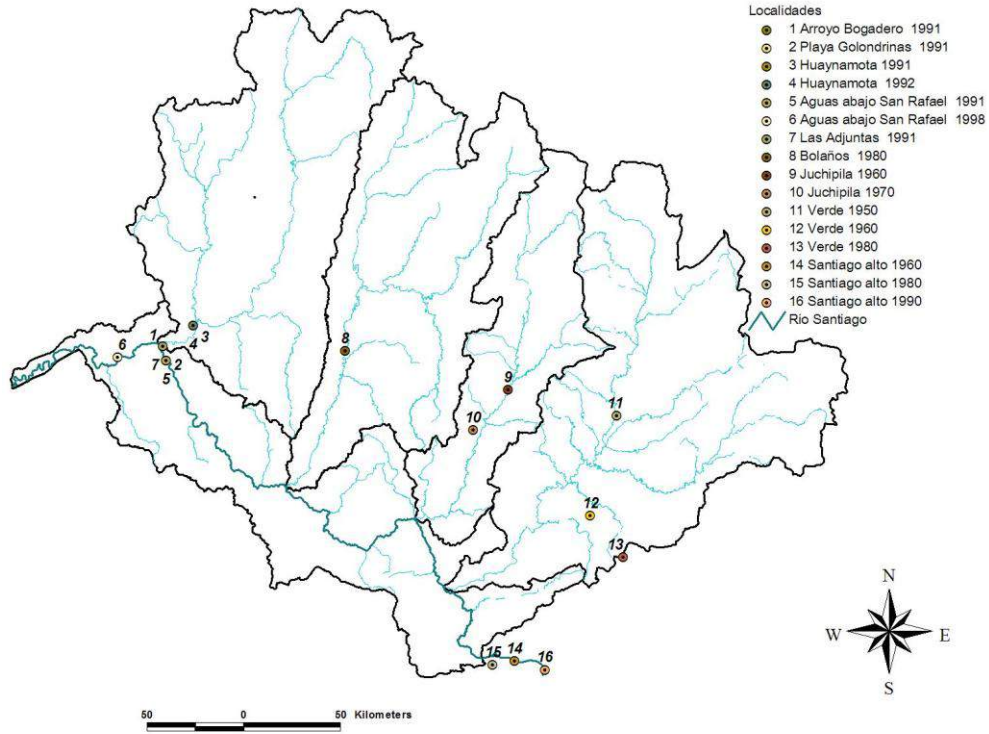 Localidades
1 Arroyo Bogadero 1991
2 Playa Golondrinas 1991
3 Huaynamota 1991
4 Huaynamota 1992
5 Aguas abajo San Rafael 1991
6 Aguas abajo San Rafael 1998
7 Las Adjuntas 1991
8 Bolaños 1980
9 Juchipila 1960
10 Juchipila 1970
11 Verde 1950
12 Verde 1960
13 Verde 1980
14 Santiago alto 1960
15 Santiago alto 1980
16 Santiago alto 1990
Rio Santiago
1
3
6
4
8
7 2
5
9
10
11
12
13
15 14 16
N
W E
S
50 0 50 Kilometers